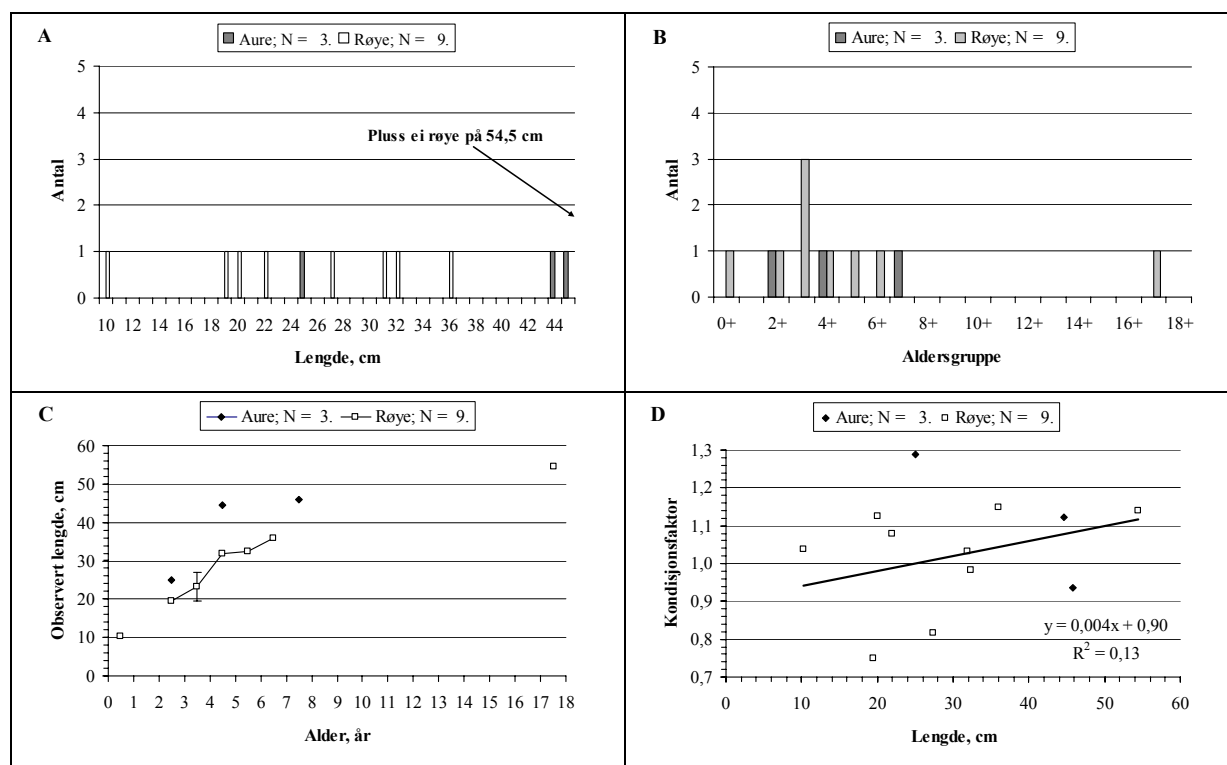 A
Aure; N = 3. Røye; N = 9.
Antal
5
4
3
2
1
0
Pluss ei røye på 54,5 cm
10 14 16 18 20 22 24 26 30 32 34 36 38 42 44
Lengde, cm
B
Aure; N = 3. Røye; N = 9.
Antal
5
4
3
2
1
0
0+ 2+ 4+ 6+ 8+ 10+ 12+ 14+ 16+ 18+
Aldersgruppe
C
Aure; N = 3. Røye; N = 9.
Observert lengde, cm
60
50
40
30
20
10
0
0 1 2 3 4 5 6 7 8 9 10 11 12 13 14 15 16 17 18
Alder, år
D
Aure; N = 3. Røye; N = 9.
Kondisjonsfaktor
1,3
1,2
1,1
1,0
0,9
0,8
0,7
y = 0,004x + 0,90
R² = 0,13
0 10 20 30 40 50 60
Lengde, cm